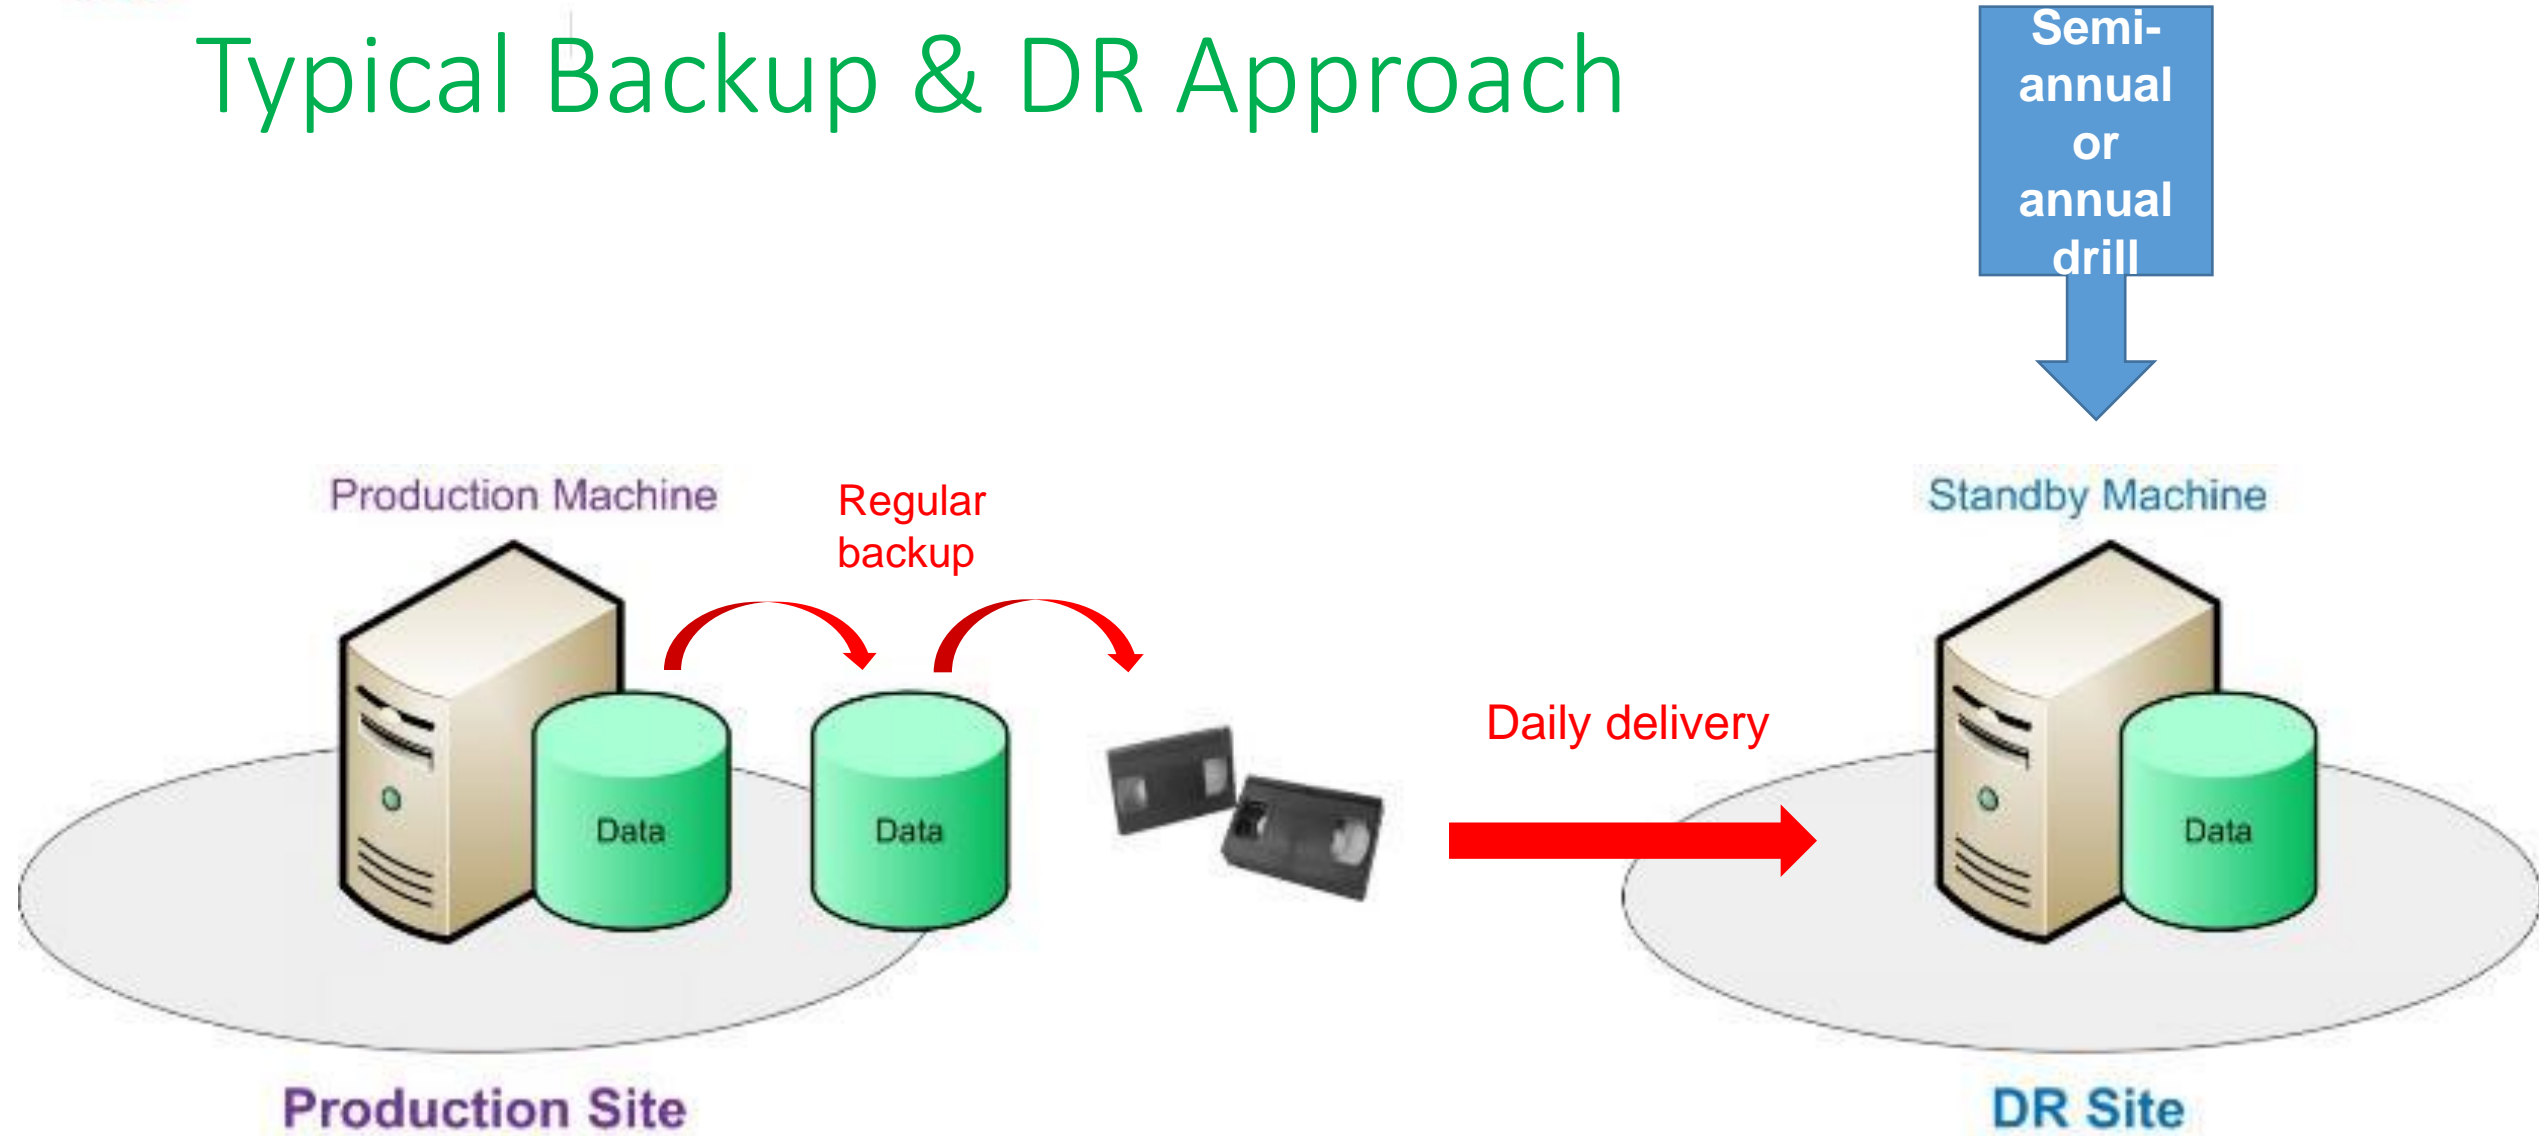 Typical Backup & DR Approach
Semi-
annual
or
annual
drill
Production Machine
Regular
backup
Standby Machine
Daily delivery
Data
Data
Data
Production Site
DR Site